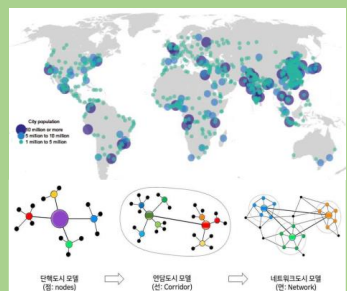 City population
10 million or more
5 million to 10 million
1 million to 5 million
단핵도시 모델
(점: nodes)
연담도시 모델
(선: Corridor)
네트워크도시 모델
(면: Network)